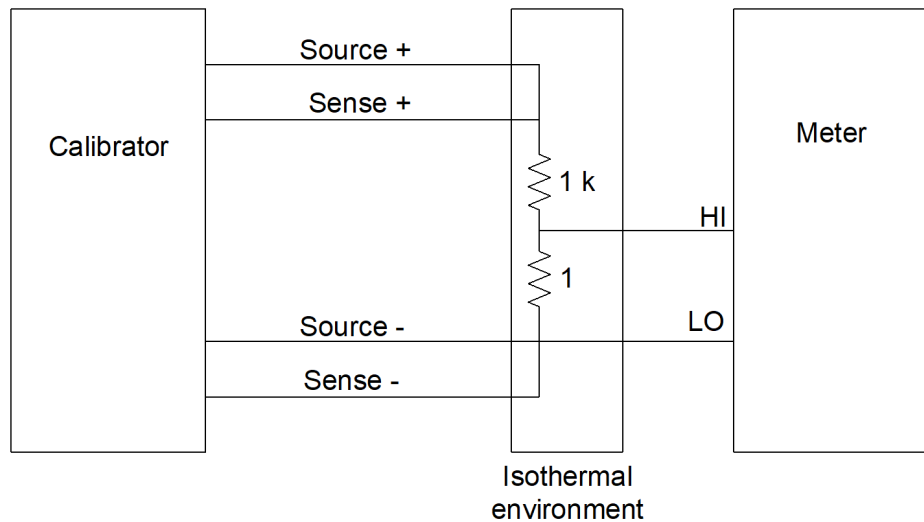 Source +
Sense +
Calibrator
Meter
1 k
HI
1
LO
Source -
Sense -
Isothermal
environment